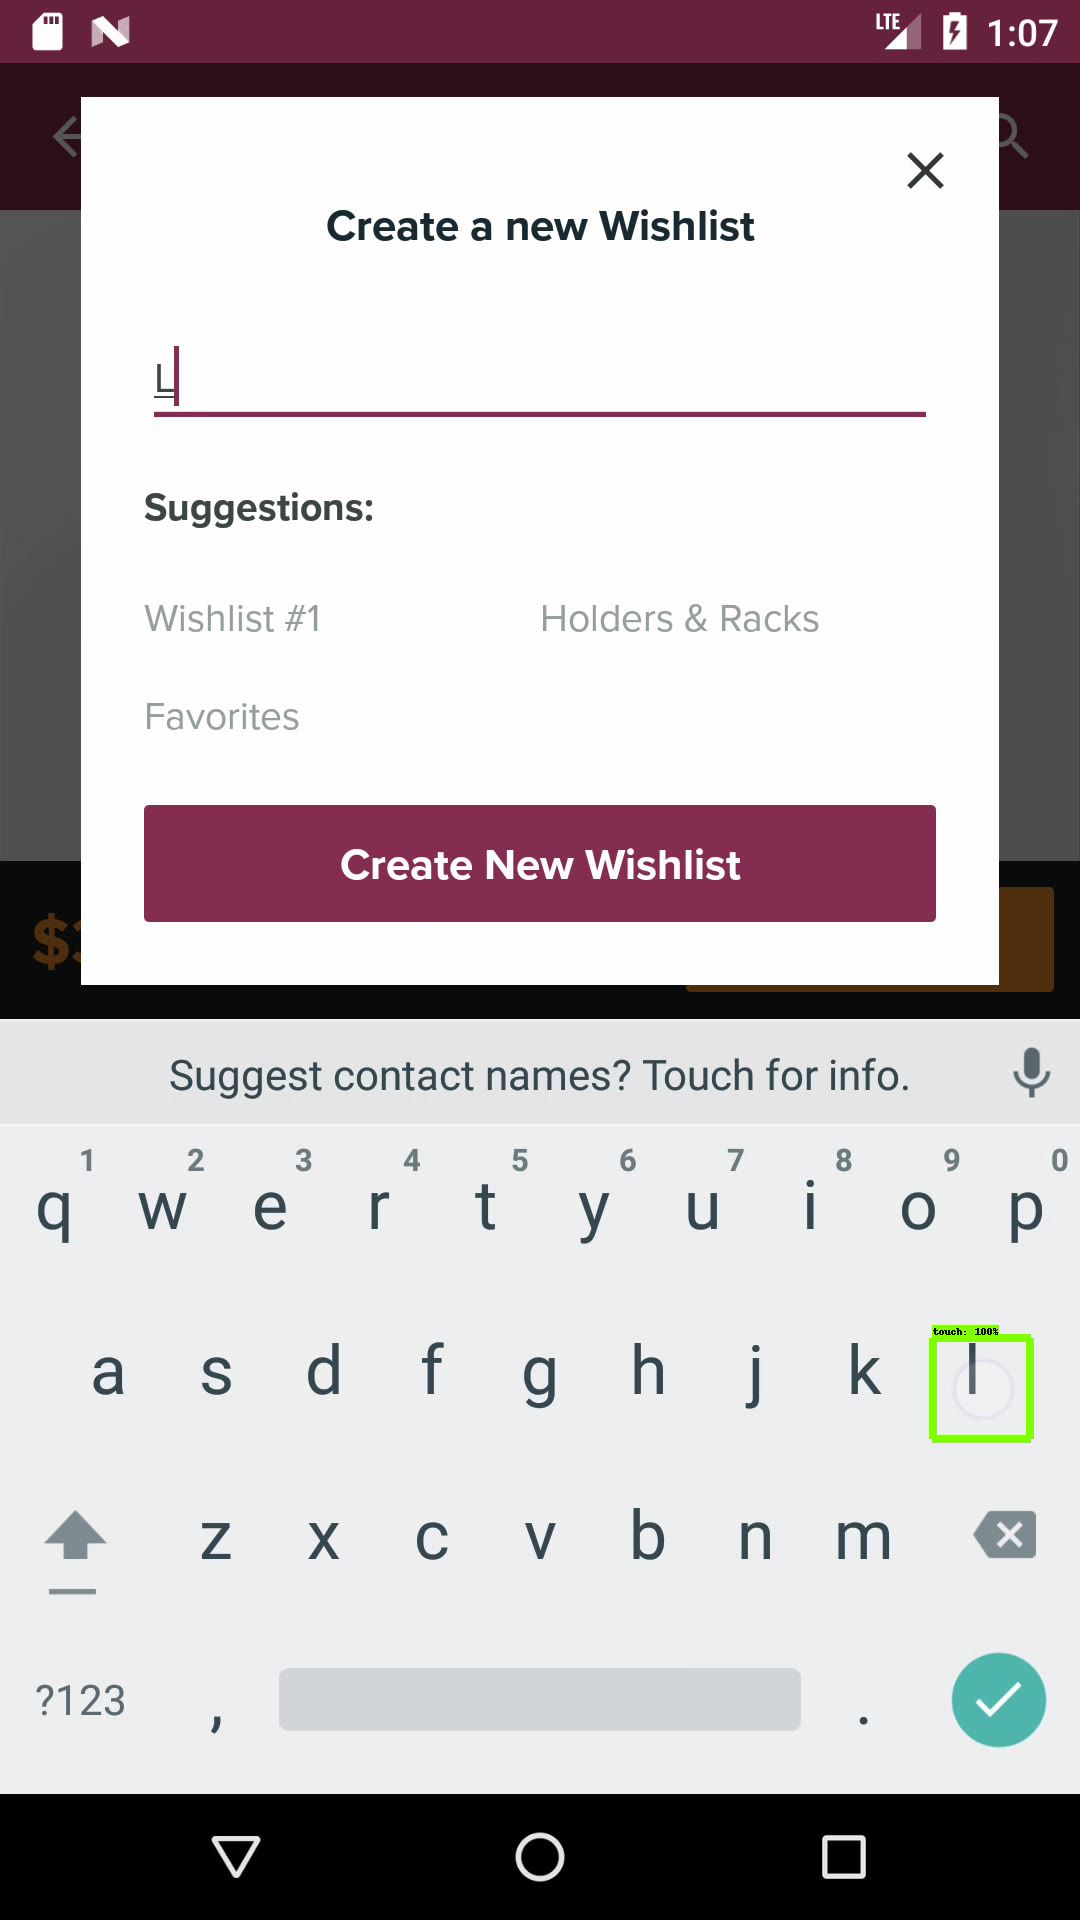 LTE 1:07
Create a new Wishlist
L
Suggestions:
Wishlist #1 Holders & Racks
Favorites
Create New Wishlist
$
Suggest contact names? Touch for info.
1 2 3 4 5 6 7 8 9 0
q w e r t y u i o p
touch: 100%
a s d f g h j k l
z x c v b n m
?123 , .